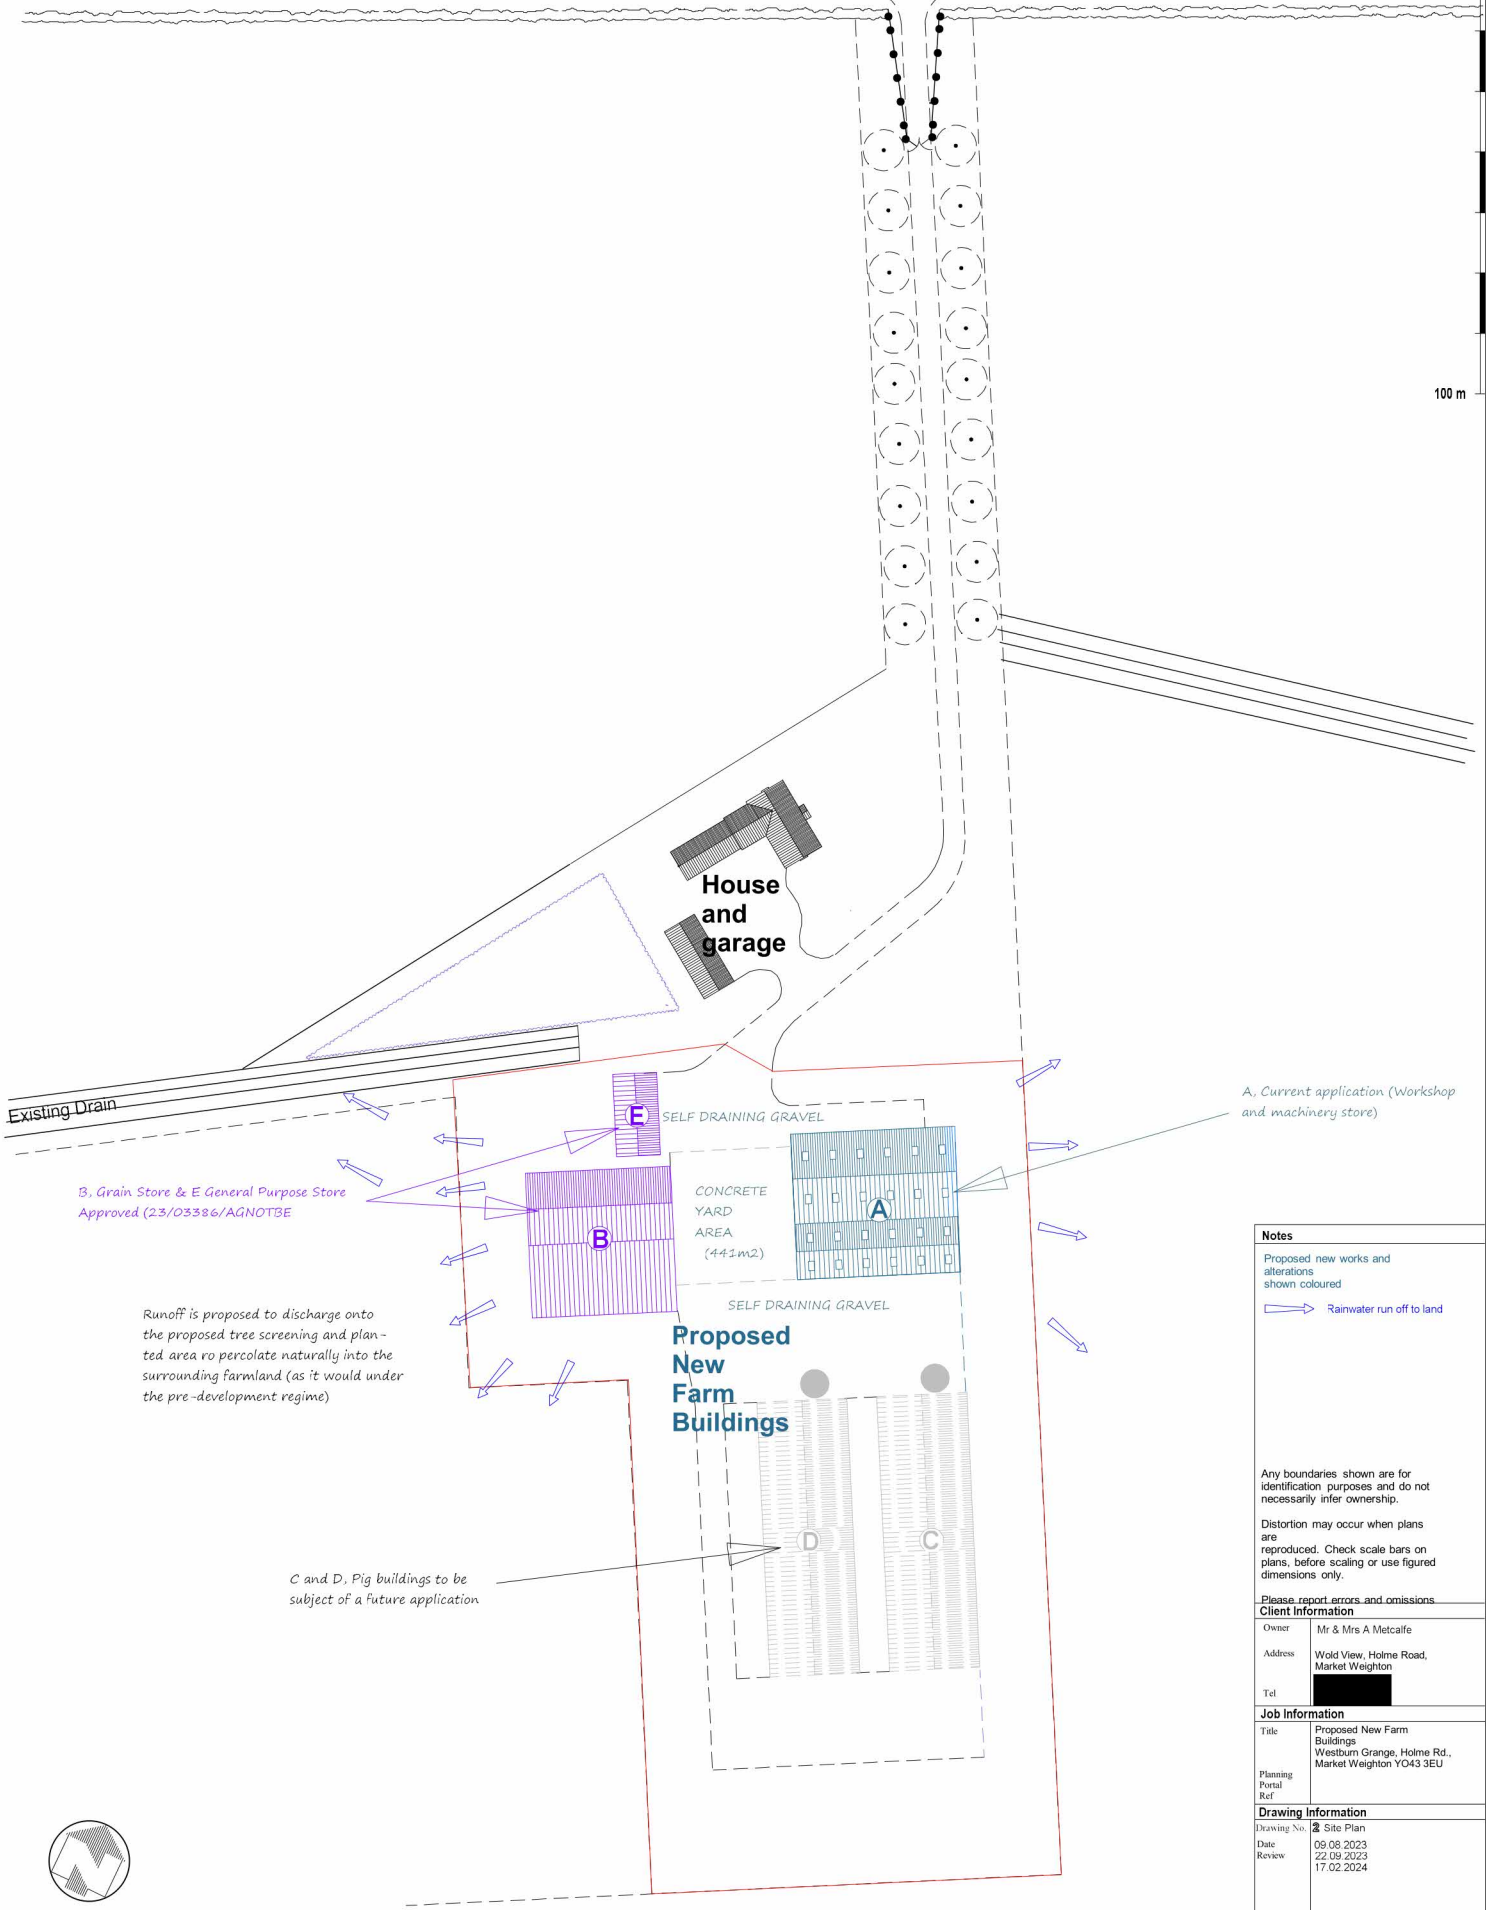 100 m
House
and
garage
Existing Drain
A, Current application (Workshop
and machinery store)
E
SELF DRAINING GRAVEL
B, Grain Store & E General Purpose Store
Approved (23/03386/AGNOTBE
CONCRETE
YARD
AREA
(441m2)
A
B
SELF DRAINING GRAVEL
Runoff is proposed to discharge onto
the proposed tree screening and plan-
ted area ro percolate naturally into the
surrounding farmland (as it would under
the pre-development regime)
Proposed
New
Farm
Buildings
D
C
C and D, Pig buildings to be
subject of a future application
N
Notes
Proposed new works and
alterations
shown coloured
Rainwater run off to land
Any boundaries shown are for
identification purposes and do not
necessarily infer ownership.
Distortion may occur when plans
are
reproduced. Check scale bars on
plans, before scaling or use figured
dimensions only.
Please report errors and omissions
Client Information
Owner Mr & Mrs A Metcalfe
Address Wold View, Holme Road,
Market Weighton
Tel
Job Information
Title Proposed New Farm
Buildings
Westburn Grange, Holme Rd.,
Market Weighton YO43 3EU
Planning
Portal
Ref
Drawing Information
Drawing No. 2 Site Plan
Date 09.08.2023
Review 22.09.2023
17.02.2024